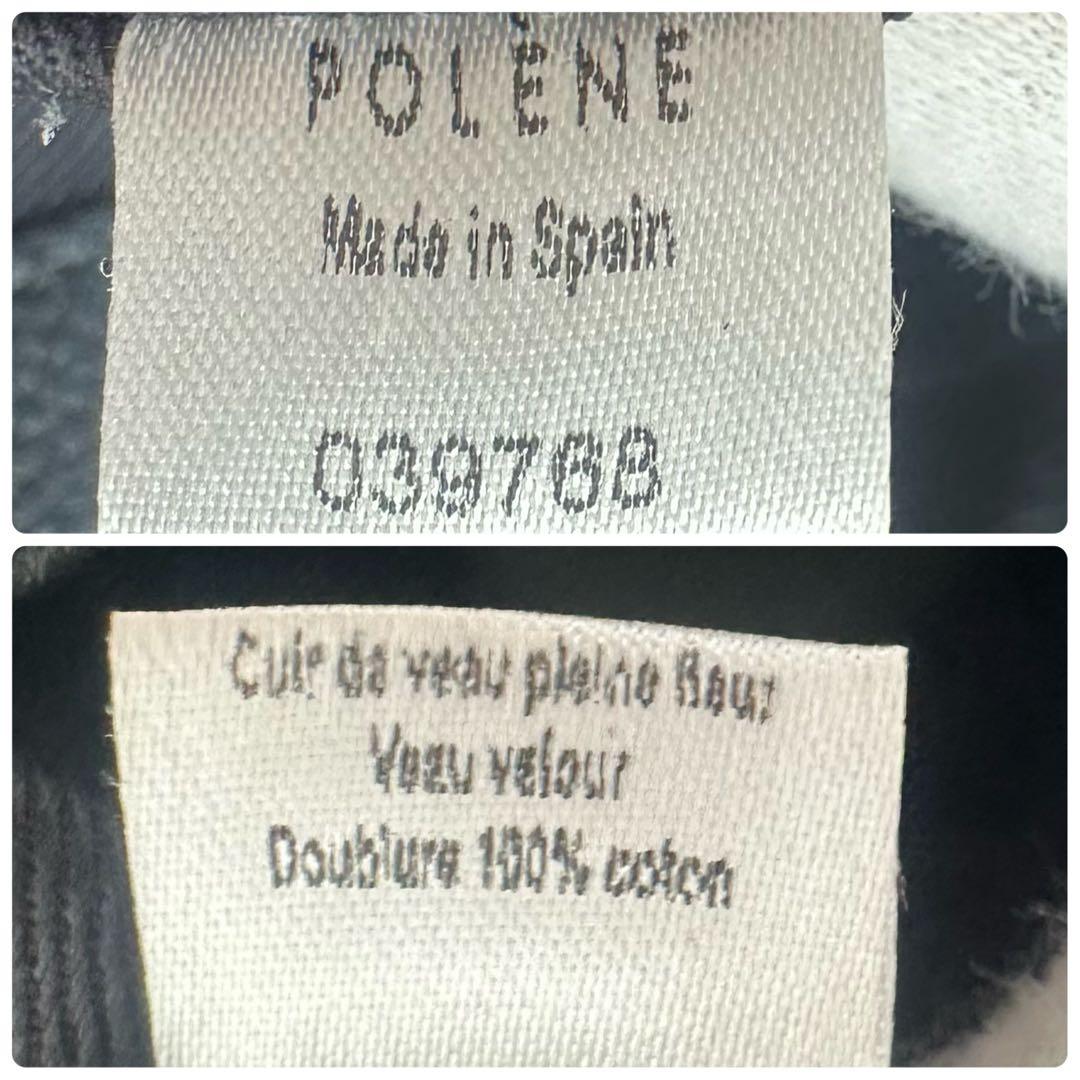 POLÈNE
Made in Spain
039768
Cuir de veau pleine fleur
Veau velour
Doublure 100% coton